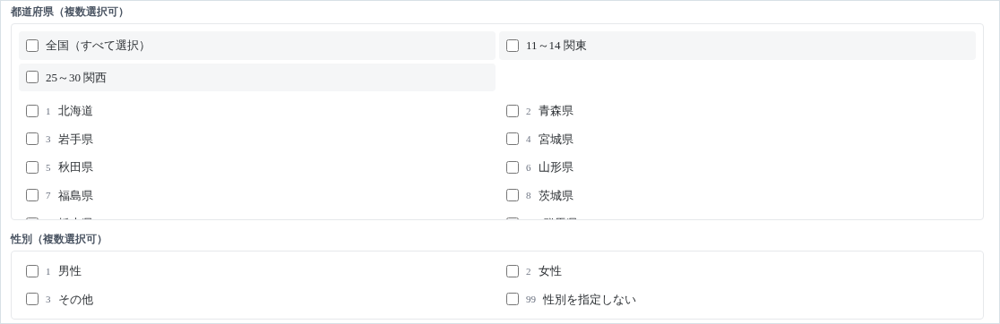 都道府県（複数選択可）
全国（すべて選択）
11～14 関東
25～30 関西
1 北海道
2 青森県
3 岩手県
4 宮城県
5 秋田県
6 山形県
7 福島県
8 茨城県
性別（複数選択可）
1 男性
2 女性
3 その他
99 性別を指定しない